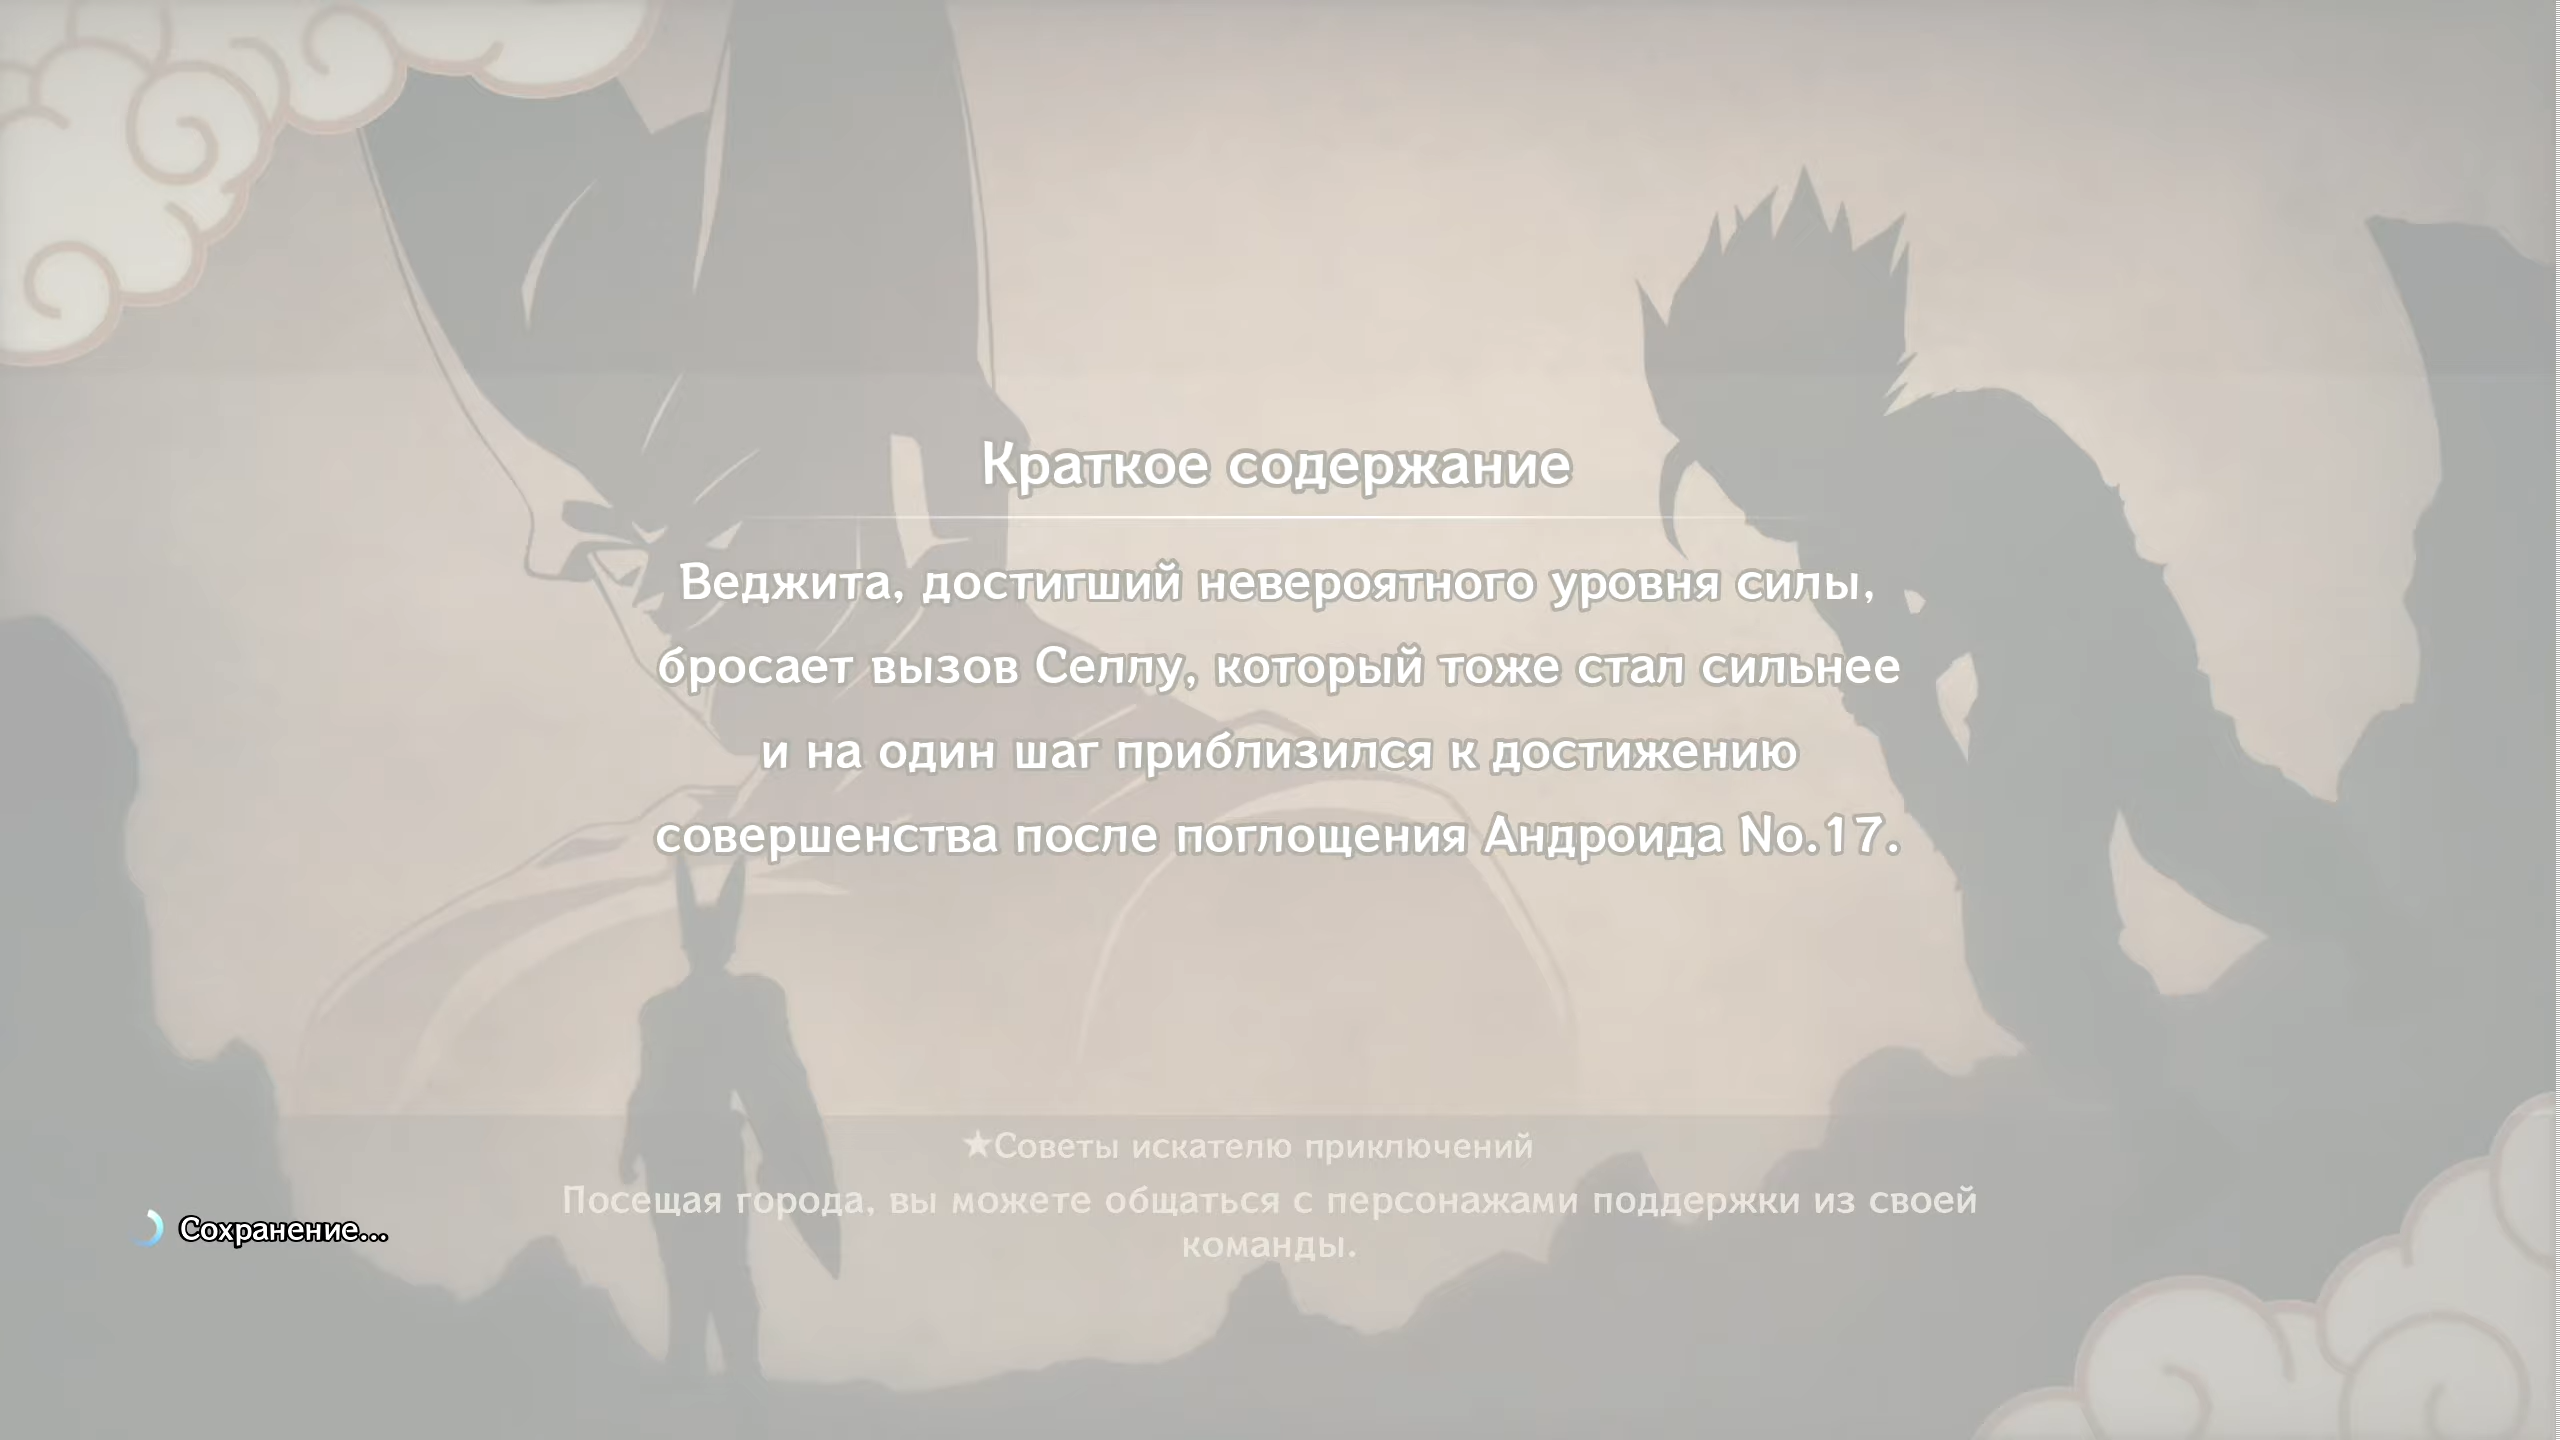 Краткое содержание
Веджита, достигший невероятного уровня силы,
бросает вызов Селлу, который тоже стал сильнее
и на один шаг приблизился к достижению
совершенства после поглощения Андроида No.17.
★Советы искателю приключений
Посещая города, вы можете общаться с персонажами поддержки из своей
команды.
Сохранение...